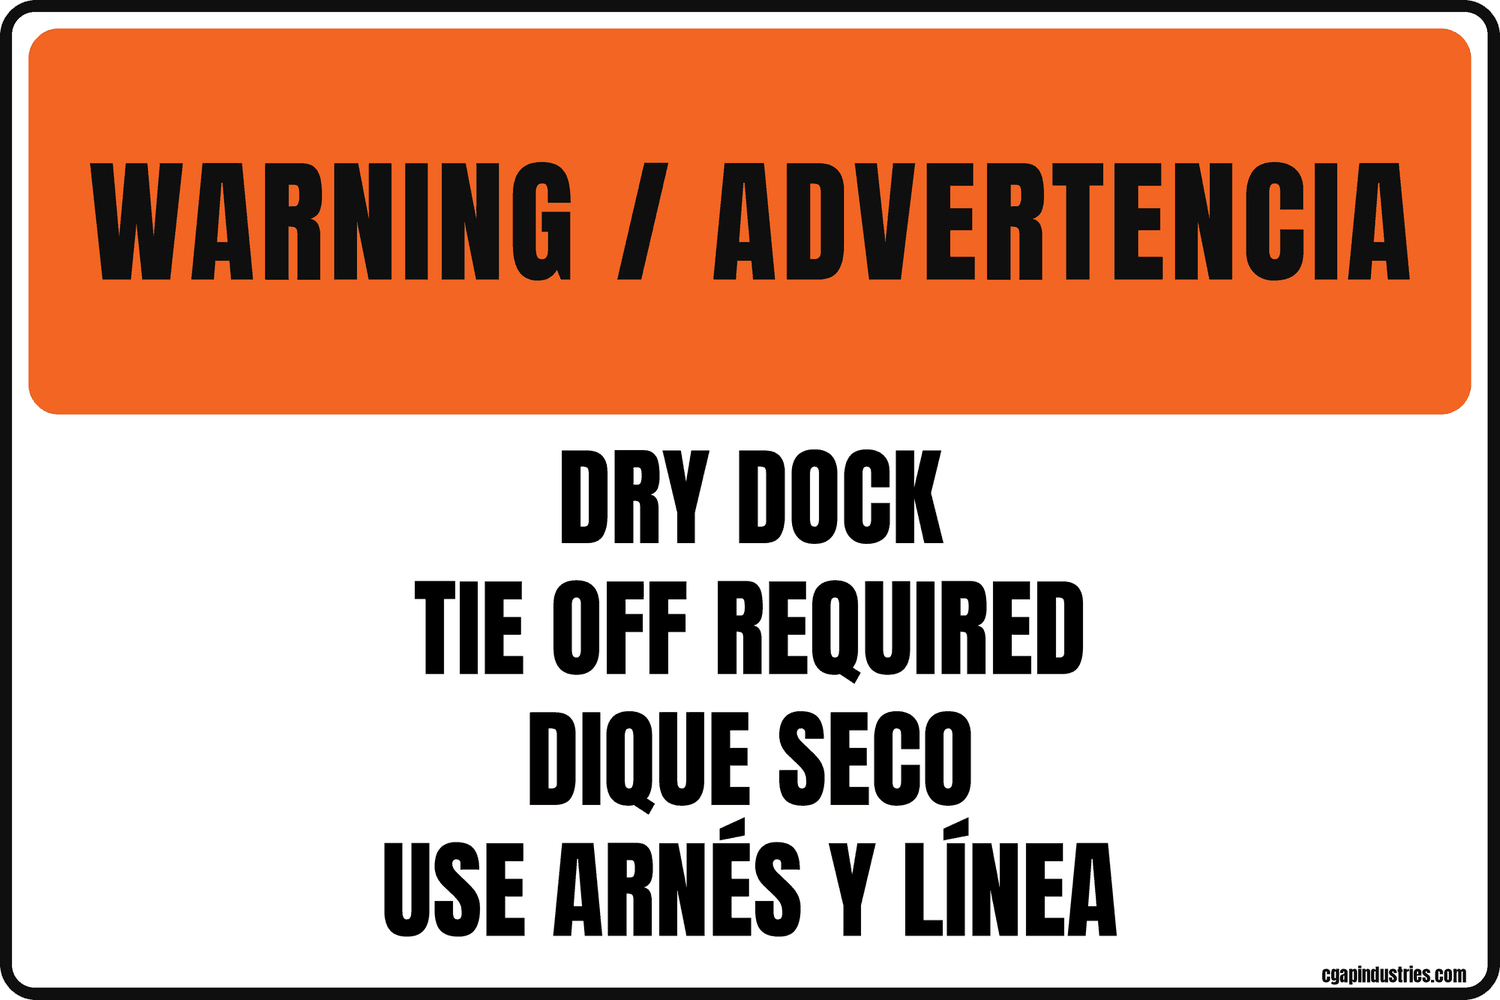 WARNING / ADVERTENCIA
DRY DOCK
TIE OFF REQUIRED
DIQUE SECO
USE ARNÉS Y LÍNEA
cgapindustries.com